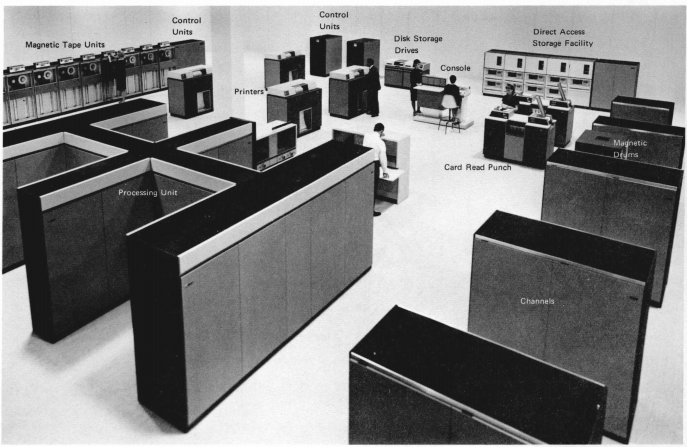 Control
Units
Magnetic Tape Units
Control
Units
Disk Storage
Drives
Direct Access
Storage Facility
Console
Printers
Magnetic
Drums
Card Read Punch
Processing Unit
Channels